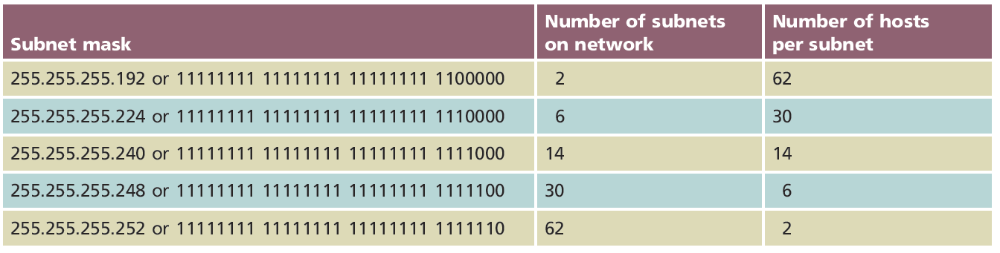 Subnet mask
Number of subnets
on network
Number of hosts
per subnet
255.255.255.192 or 11111111 11111111 11111111 1100000 2 62
255.255.255.224 or 11111111 11111111 11111111 1110000 6 30
255.255.255.240 or 11111111 11111111 11111111 1111000 14 14
255.255.255.248 or 11111111 11111111 11111111 1111100 30 6
255.255.255.252 or 11111111 11111111 11111111 1111110 62 2